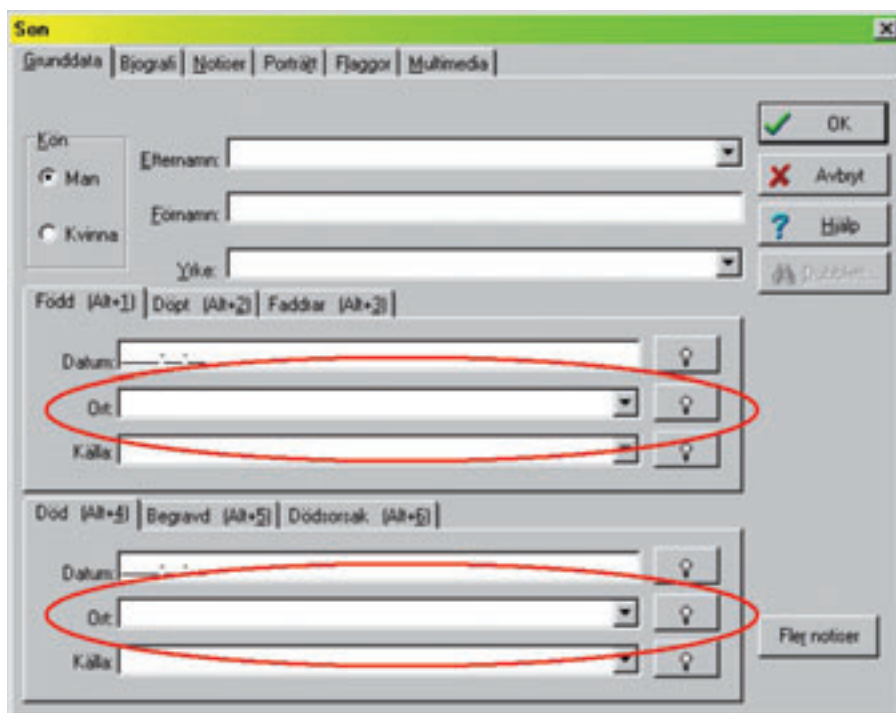 Son
Grunddata Biografi Notiser Porträtt Flaggor Multimedia
Kön
Man
Kvinna
Efternamn:
Förnamn:
Yrke:
OK
Avbryt
Hjälp
Född (Alt+1) Döpt (Alt+2) Faddrar (Alt+3)
Datum:
Ort:
Källa:
Död (Alt+4) Begravd (Alt+5) Dödsorsak (Alt+6)
Datum:
Ort:
Källa:
Fler notiser